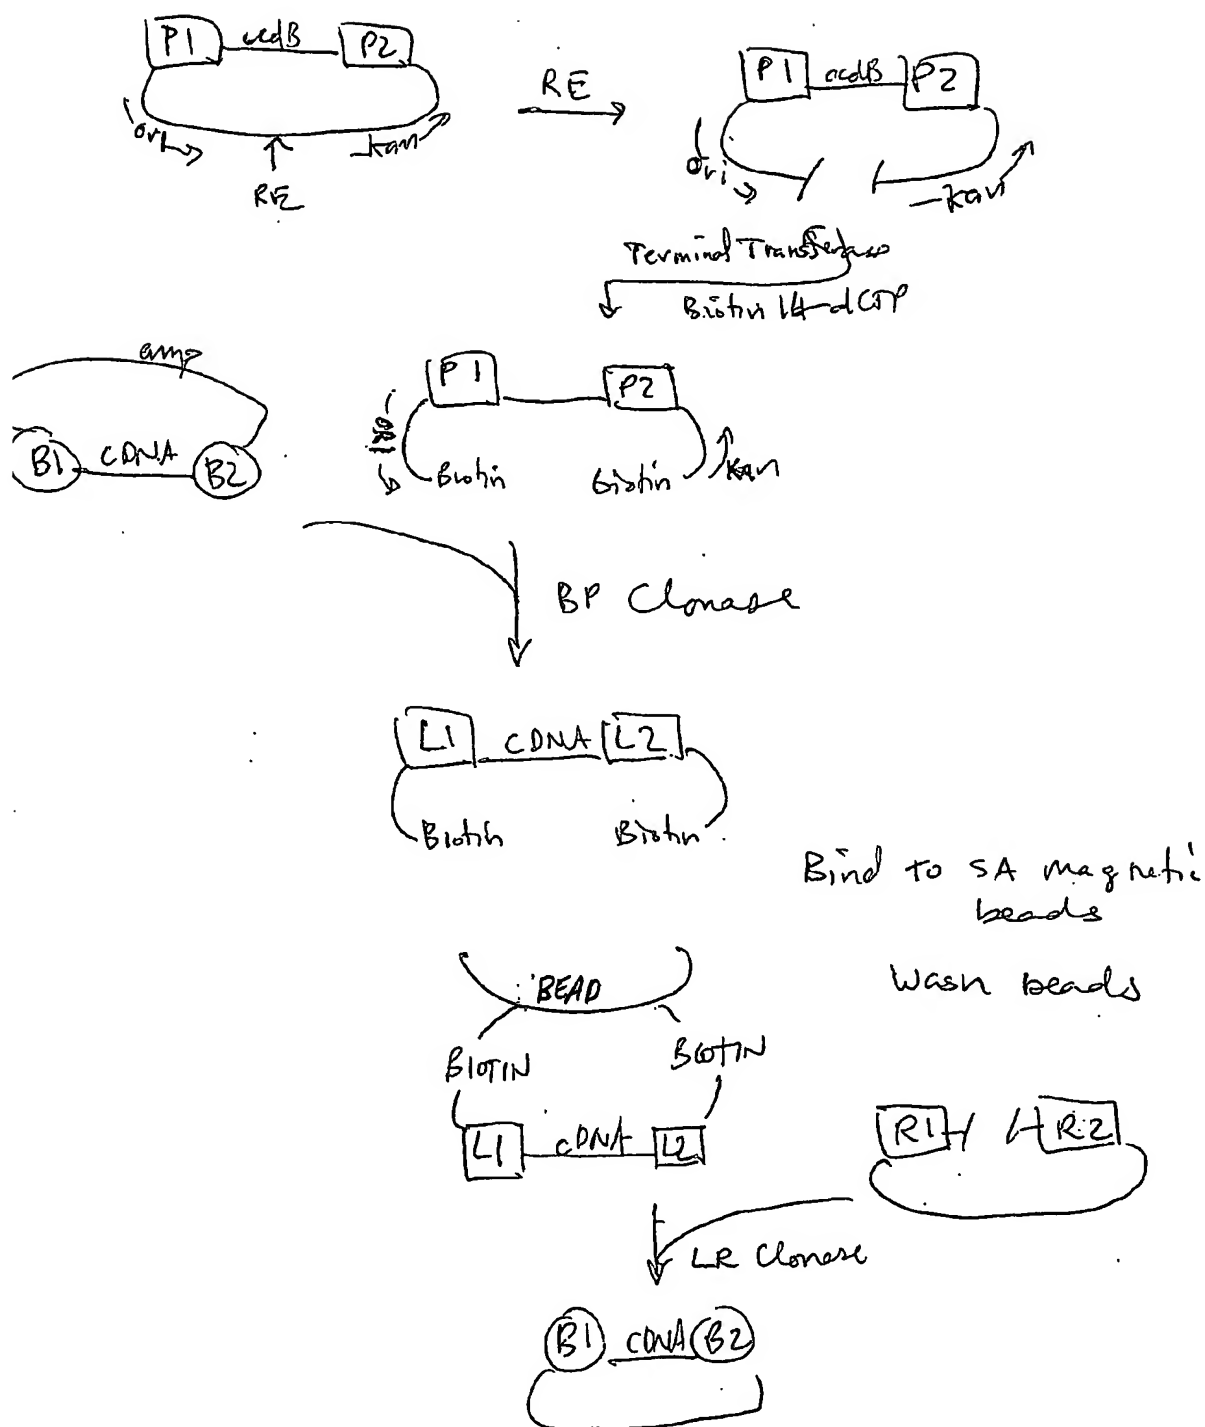 P1 ccdB P2
P1 ccdB P2
RE
ori kan
RE
ori kan
Terminal Transferase
Biotin 14-dCTP
amp
P1 P2
ORI
B1 CDNA B2
Biotin Biotin Kan
BP Clonase
L1 CDNA L2
Biotin Biotin
Bind to SA magnetic
beads
Wash beads
BEAD
BIOTIN BIOTIN
R1 R2
L1 cDNA L2
LR Clonase
B1 CDNA B2